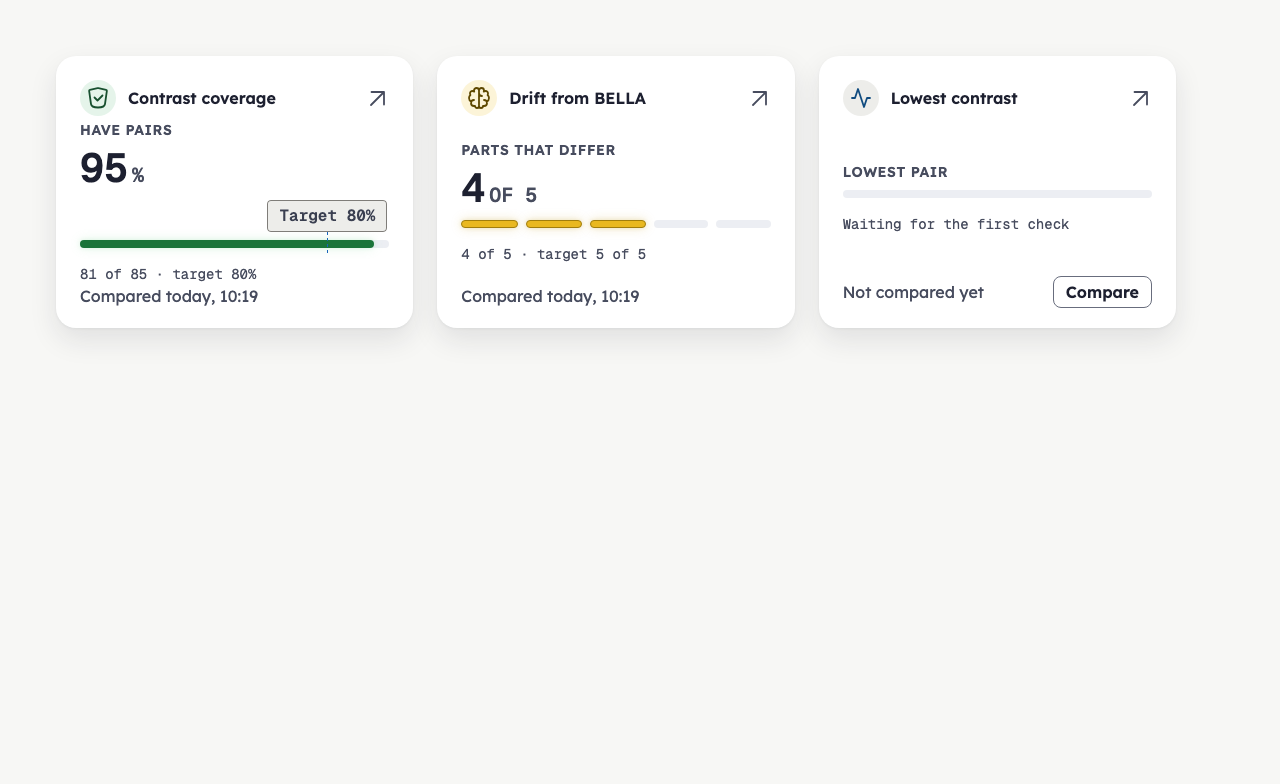 Contrast coverage
HAVE PAIRS
95 %
Target 80%
81 of 85 · target 80%
Compared today, 10:19
Drift from BELLA
PARTS THAT DIFFER
4 OF 5
4 of 5 · target 5 of 5
Compared today, 10:19
Lowest contrast
LOWEST PAIR
Waiting for the first check
Not compared yet
Compare